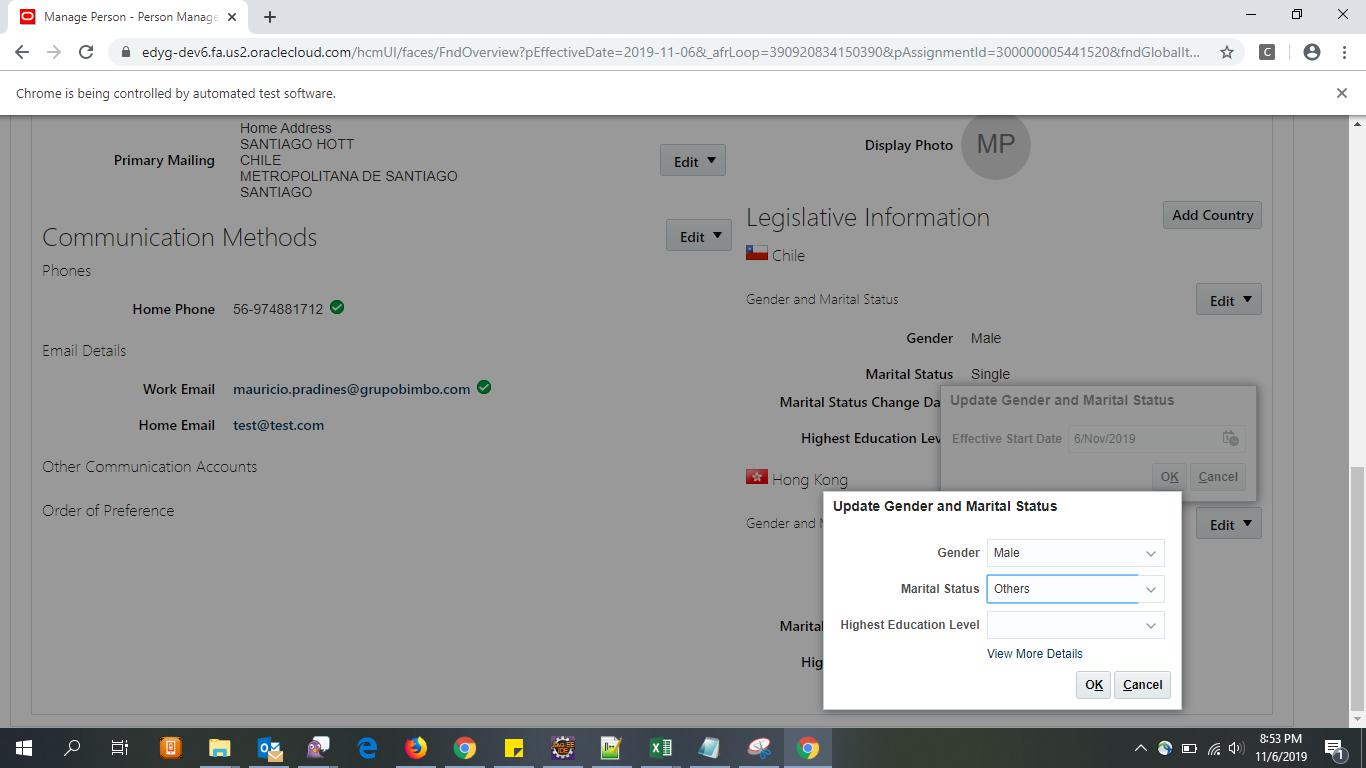 Manage Person - Person Manage
edyg-dev6.fa.us2.oraclecloud.com/hcmUI/faces/FndOverview?pEffectiveDate=2019-11-06&_afrLoop=390920834150390&pAssignmentId=300000005441520&fndGlobalIt...
C
Chrome is being controlled by automated test software.
Home Address
SANTIAGO HOTT
Primary Mailing CHILE
METROPOLITANA DE SANTIAGO
SANTIAGO
Edit
Display Photo MP
Communication Methods
Edit
Phones
Home Phone 56-974881712
Email Details
Work Email mauricio.pradines@grupobimbo.com
Home Email test@test.com
Other Communication Accounts
Order of Preference
Legislative Information
Add Country
Chile
Gender and Marital Status
Edit
Gender Male
Marital Status Single
Marital Status Change Da
Highest Education Lev
Update Gender and Marital Status
Effective Start Date 6/Nov/2019
OK Cancel
Hong Kong
Gender and
Edit
Marital
Hig
Update Gender and Marital Status
Gender Male
Marital Status Others
Highest Education Level
View More Details
OK Cancel
8:53 PM
11/6/2019
1